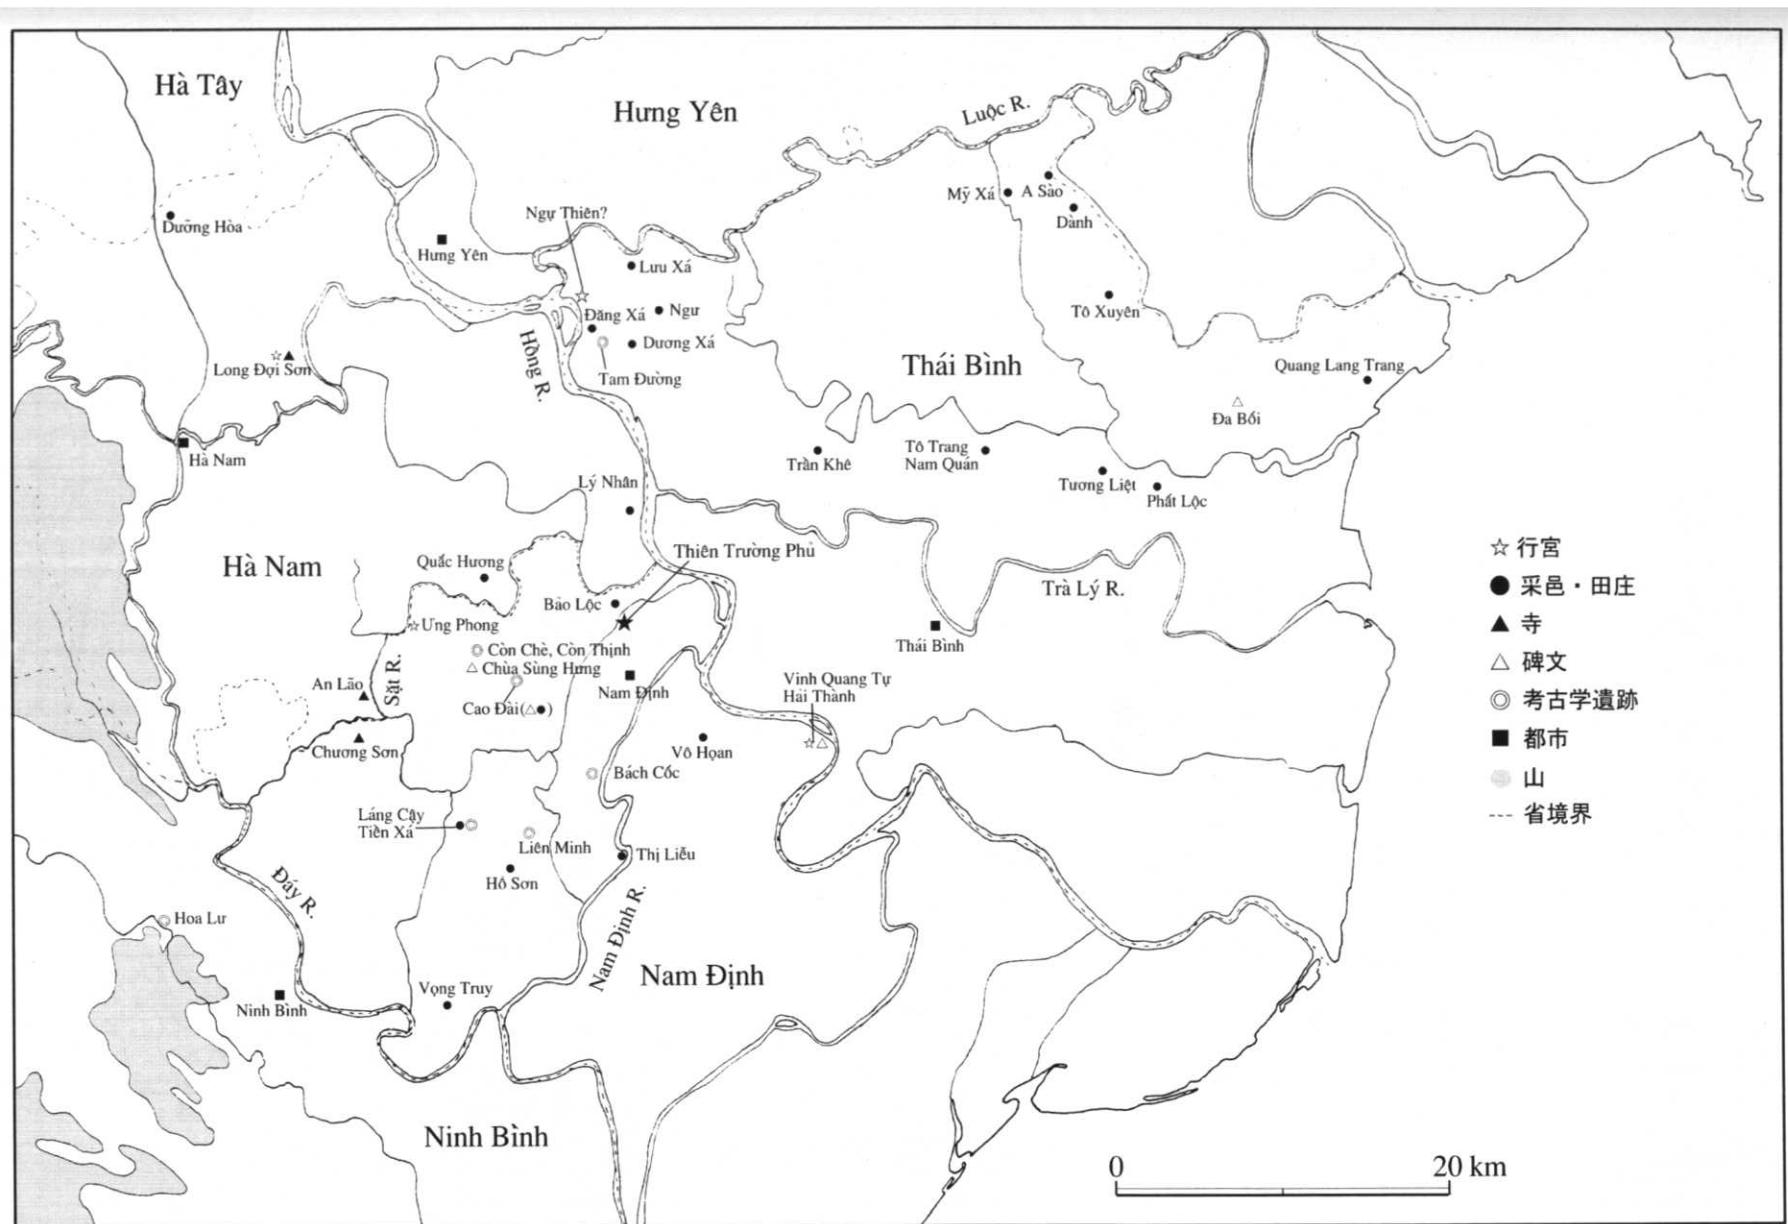 Hà Tây
Hưng Yên
Luộc R.
Mỹ Xá
A Sào
Dành
Dưỡng Hòa
Ngự Thiên?
Hưng Yên
Lưu Xá
Tô Xuyên
Đăng Xá
Ngư
Dương Xá
Tam Đường
Hồng R.
Long Đợi Sơn
Thái Bình
Quang Lang Trang
Đa Bối
Hà Nam
Trần Khê
Tô Trang
Nam Quán
Tương Liệt
Phất Lộc
Lý Nhân
Thiên Trường Phủ
Hà Nam
Quắc Hương
Bảo Lộc
Trà Lý R.
Ưng Phong
Còn Chè, Còn Thịnh
Chùa Sùng Hưng
Thái Bình
An Lão
Sặt R.
Nam Định
Vinh Quang Tự
Hải Thành
Cao Đài(△●)
Chương Sơn
Vô Họan
Bách Cốc
Láng Cậy
Tiền Xá
Liên Minh
Thị Liễu
Hổ Sơn
Đáy R.
Hoa Lư
Nam Định R.
Nam Định
Vọng Truy
Ninh Bình
Ninh Bình
☆ 行宮
● 采邑・田庄
▲ 寺
△ 碑文
◎ 考古学遺跡
■ 都市
山
--- 省境界
0 20 km